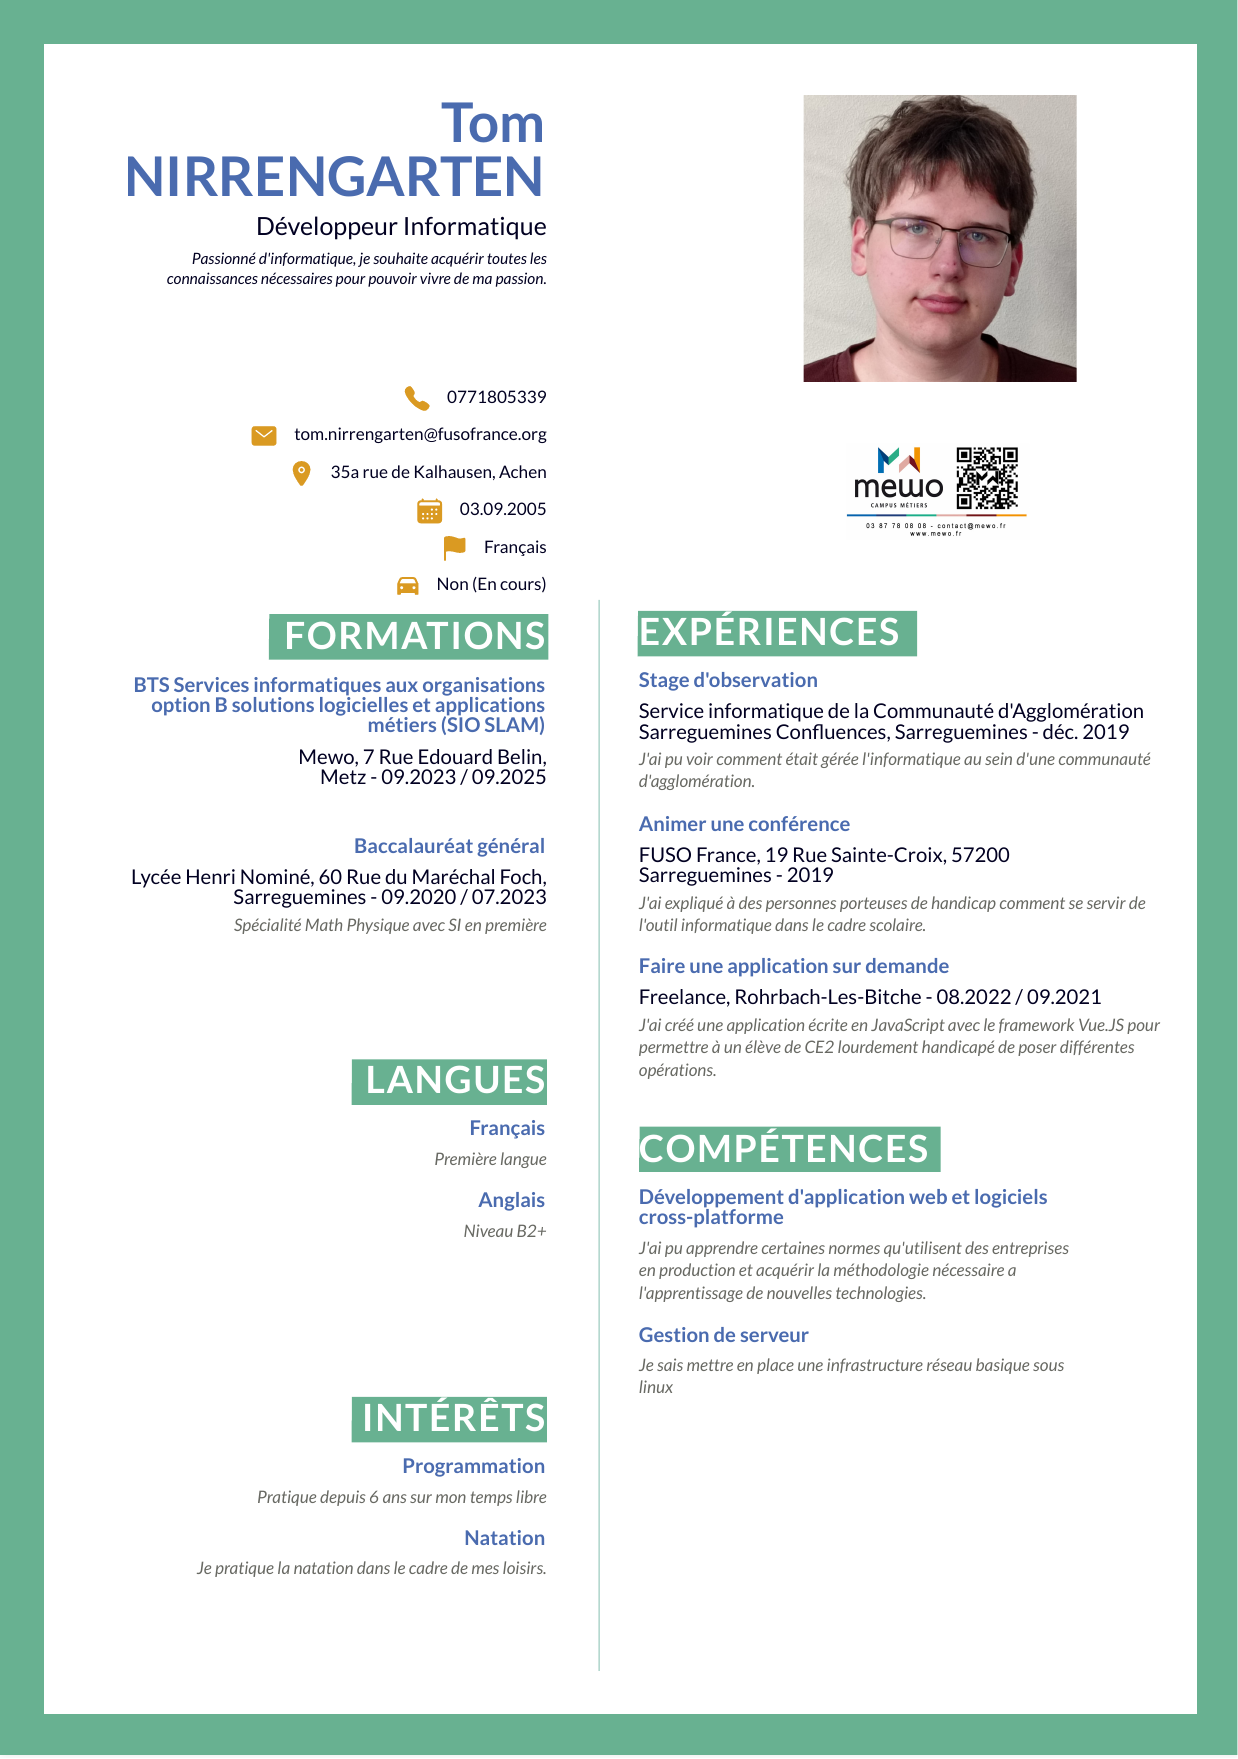 Tom
NIRRENGARTEN
Développeur Informatique
Passionné d'informatique, je souhaite acquérir toutes les
connaissances nécessaires pour pouvoir vivre de ma passion.
0771805339
tom.nirrengarten@fusofrance.org
35a rue de Kalhausen, Achen
03.09.2005
Français
Non (En cours)
mewo
CAMPUS MÉTIERS
03 87 78 08 08 - contact@mewo.fr
www.mewo.fr
FORMATIONS
BTS Services informatiques aux organisations
option B solutions logicielles et applications
métiers (SIO SLAM)
Mewo, 7 Rue Edouard Belin,
Metz - 09.2023 / 09.2025
Baccalauréat général
Lycée Henri Nominé, 60 Rue du Maréchal Foch,
Sarreguemines - 09.2020 / 07.2023
Spécialité Math Physique avec SI en première
LANGUES
Français
Première langue
Anglais
Niveau B2+
INTÉRÊTS
Programmation
Pratique depuis 6 ans sur mon temps libre
Natation
Je pratique la natation dans le cadre de mes loisirs.
EXPÉRIENCES
Stage d'observation
Service informatique de la Communauté d'Agglomération
Sarreguemines Confluences, Sarreguemines - déc. 2019
J'ai pu voir comment était gérée l'informatique au sein d'une communauté
d'agglomération.
Animer une conférence
FUSO France, 19 Rue Sainte-Croix, 57200
Sarreguemines - 2019
J'ai expliqué à des personnes porteuses de handicap comment se servir de
l'outil informatique dans le cadre scolaire.
Faire une application sur demande
Freelance, Rohrbach-Les-Bitche - 08.2022 / 09.2021
J'ai créé une application écrite en JavaScript avec le framework Vue.JS pour
permettre à un élève de CE2 lourdement handicapé de poser différentes
opérations.
COMPÉTENCES
Développement d'application web et logiciels
cross-platforme
J'ai pu apprendre certaines normes qu'utilisent des entreprises
en production et acquérir la méthodologie nécessaire a
l'apprentissage de nouvelles technologies.
Gestion de serveur
Je sais mettre en place une infrastructure réseau basique sous
linux